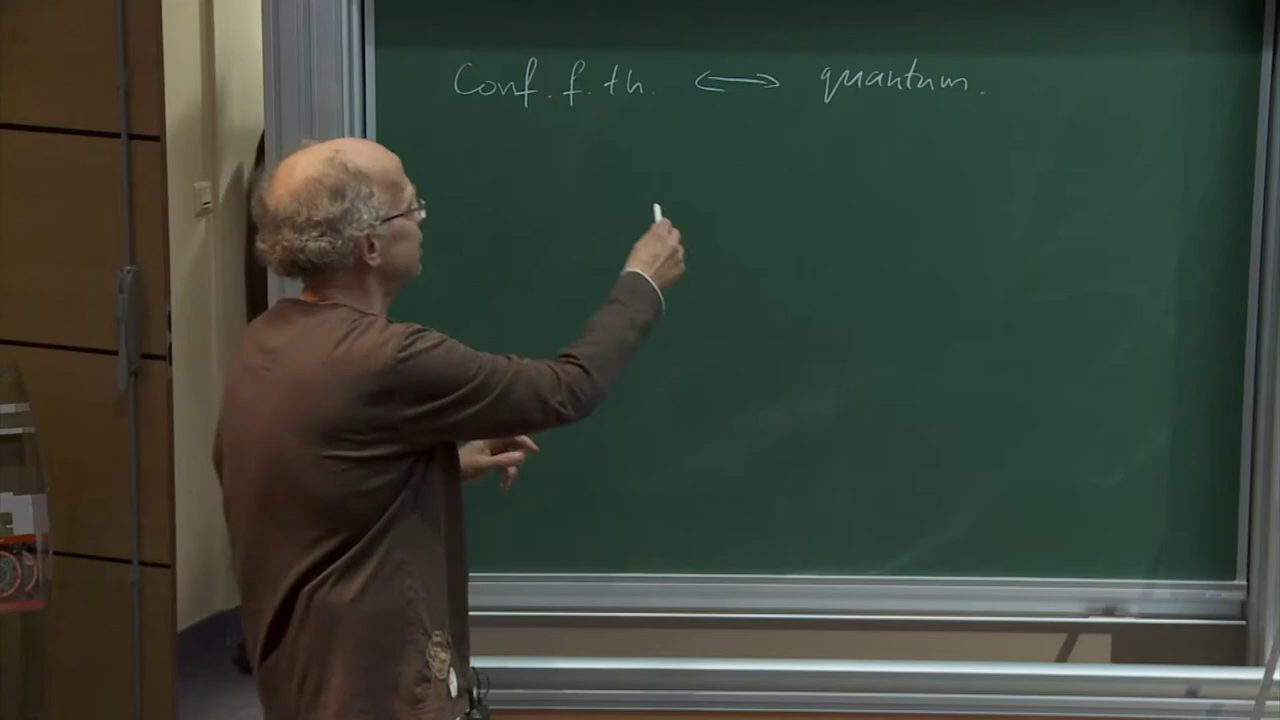 Conf. f. th. ⟷ quantum.